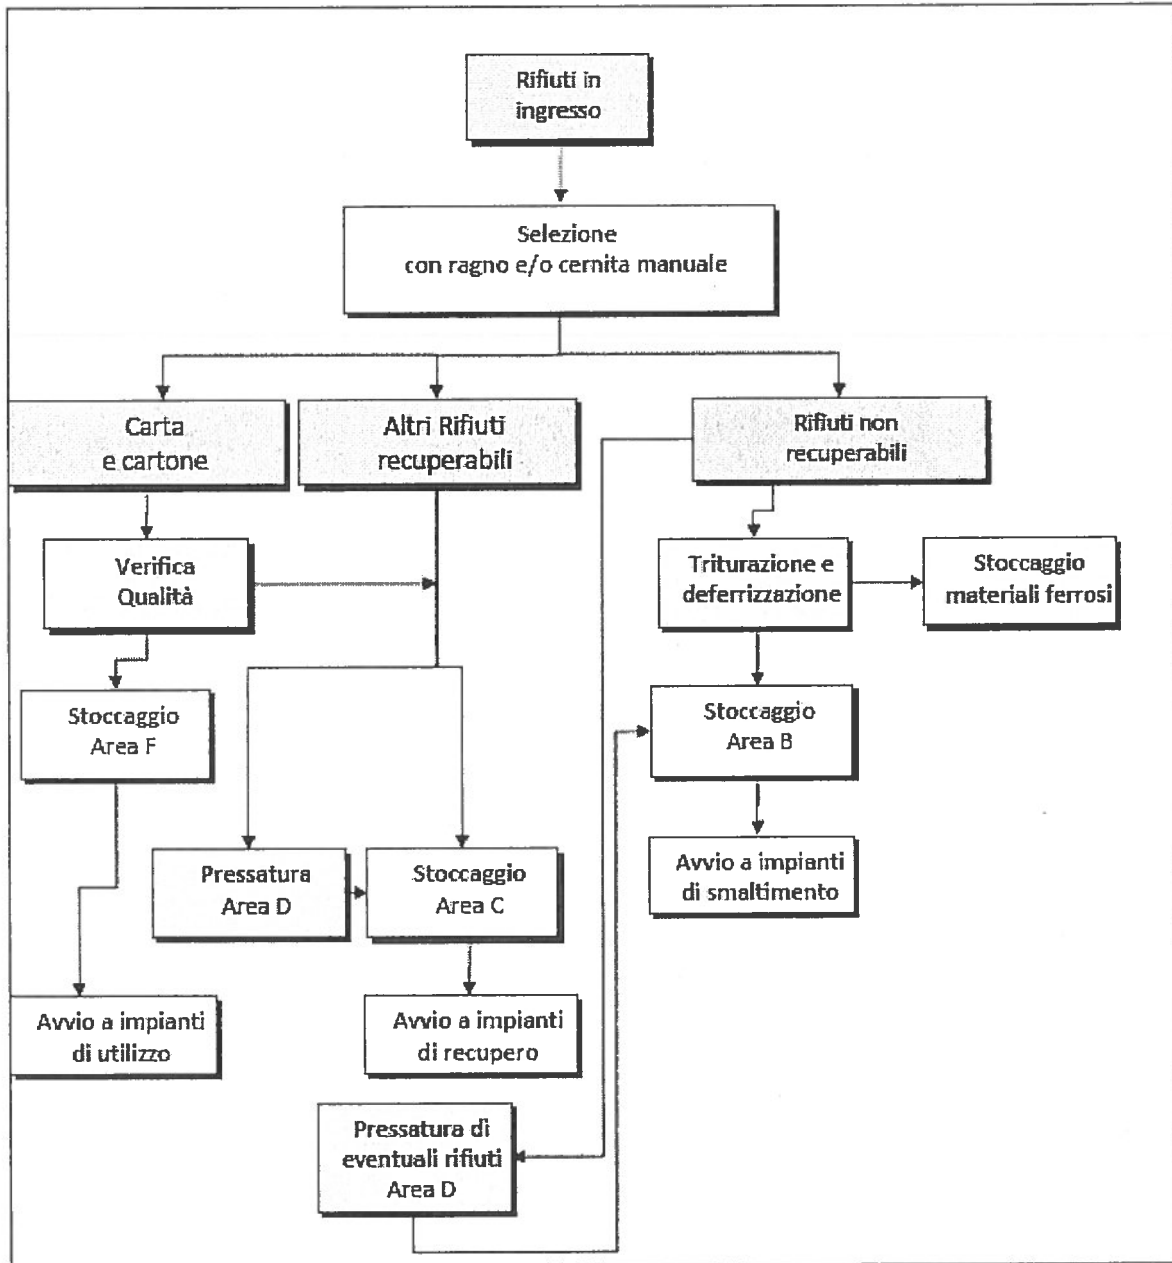 Rifiuti in
ingresso
Selezione
con ragno e/o cernita manuale
Carta
e cartone
Altri Rifiuti
recuperabili
Rifiuti non
recuperabili
Verifica
Qualità
Triturazione e
deferrizzazione
Stoccaggio
materiali ferrosi
Stoccaggio
Area F
Stoccaggio
Area B
Pressatura
Area D
Stoccaggio
Area C
Avvio a impianti
di smaltimento
Avvio a impianti
di utilizzo
Avvio a impianti
di recupero
Pressatura di
eventuali rifiuti
Area D